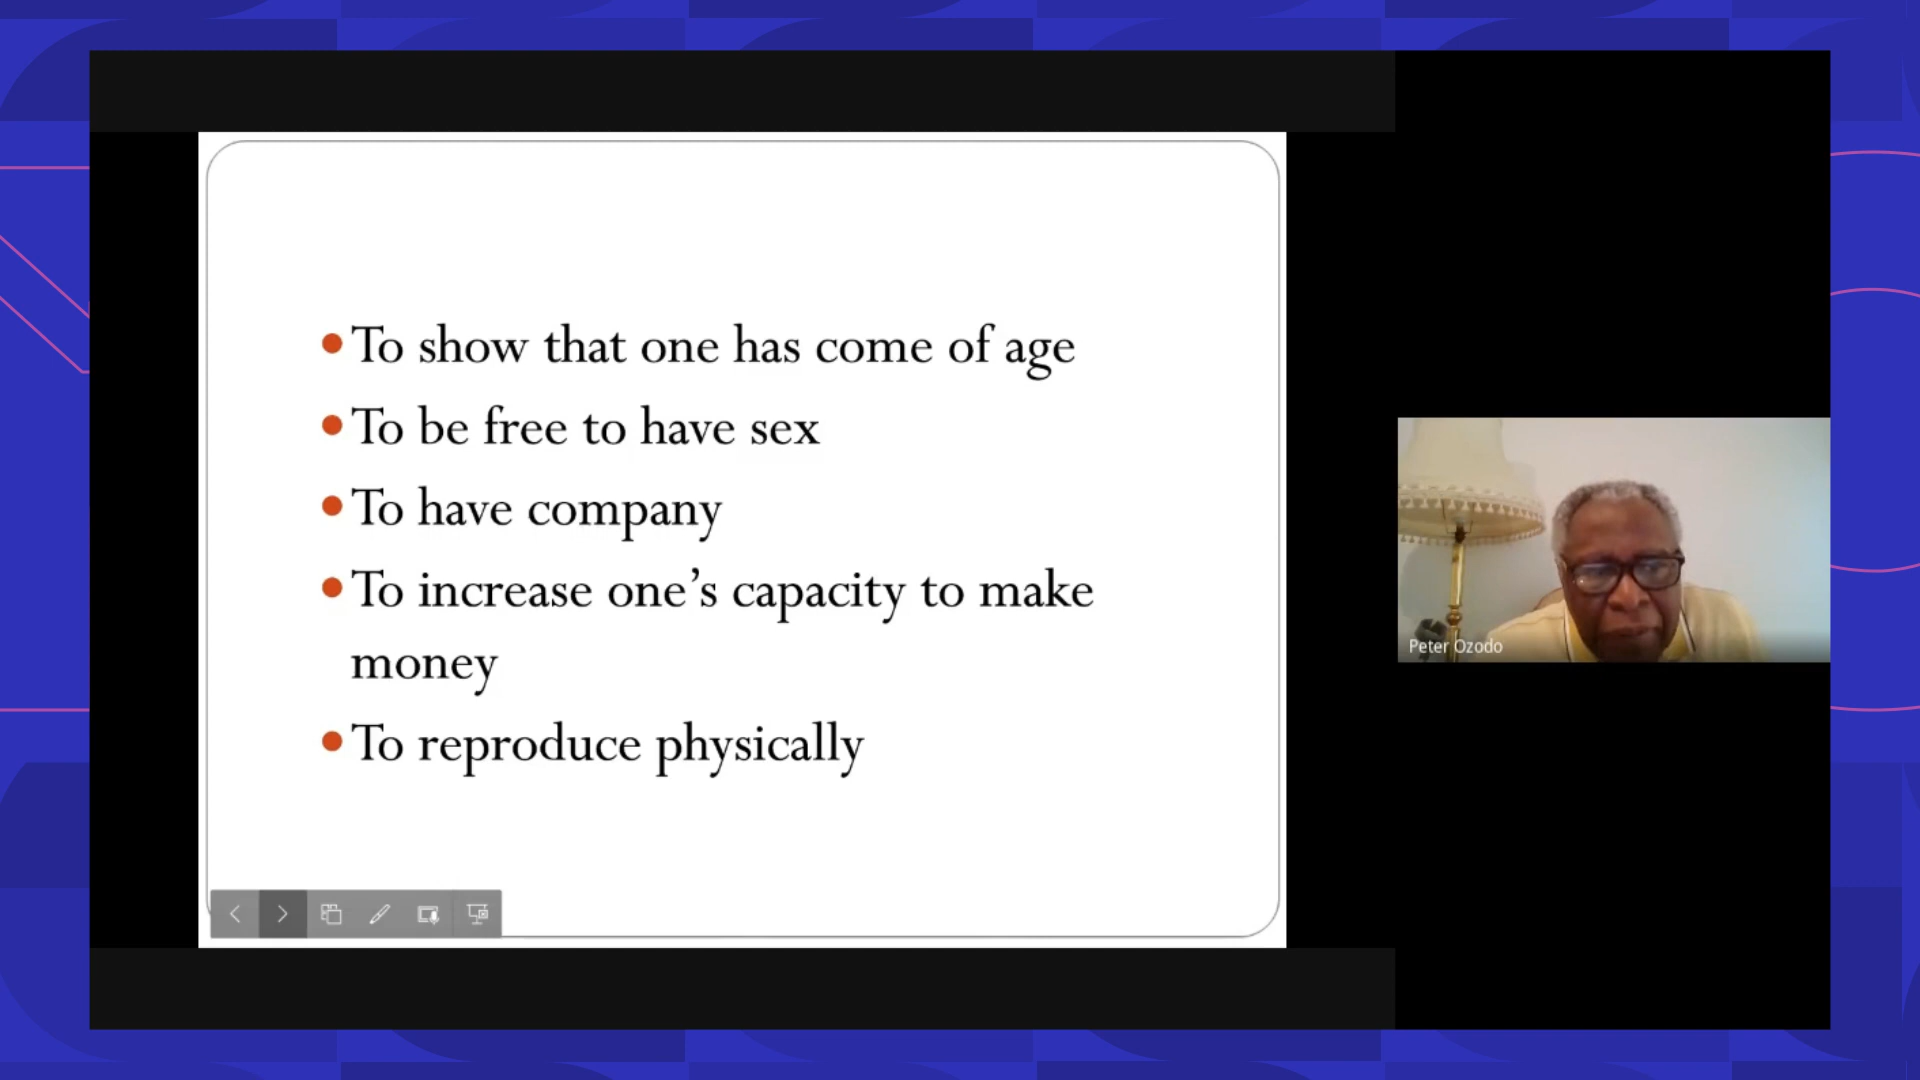 To show that one has come of age
To be free to have sex
To have company
To increase one’s capacity to make
money
To reproduce physically
Peter Ozodo